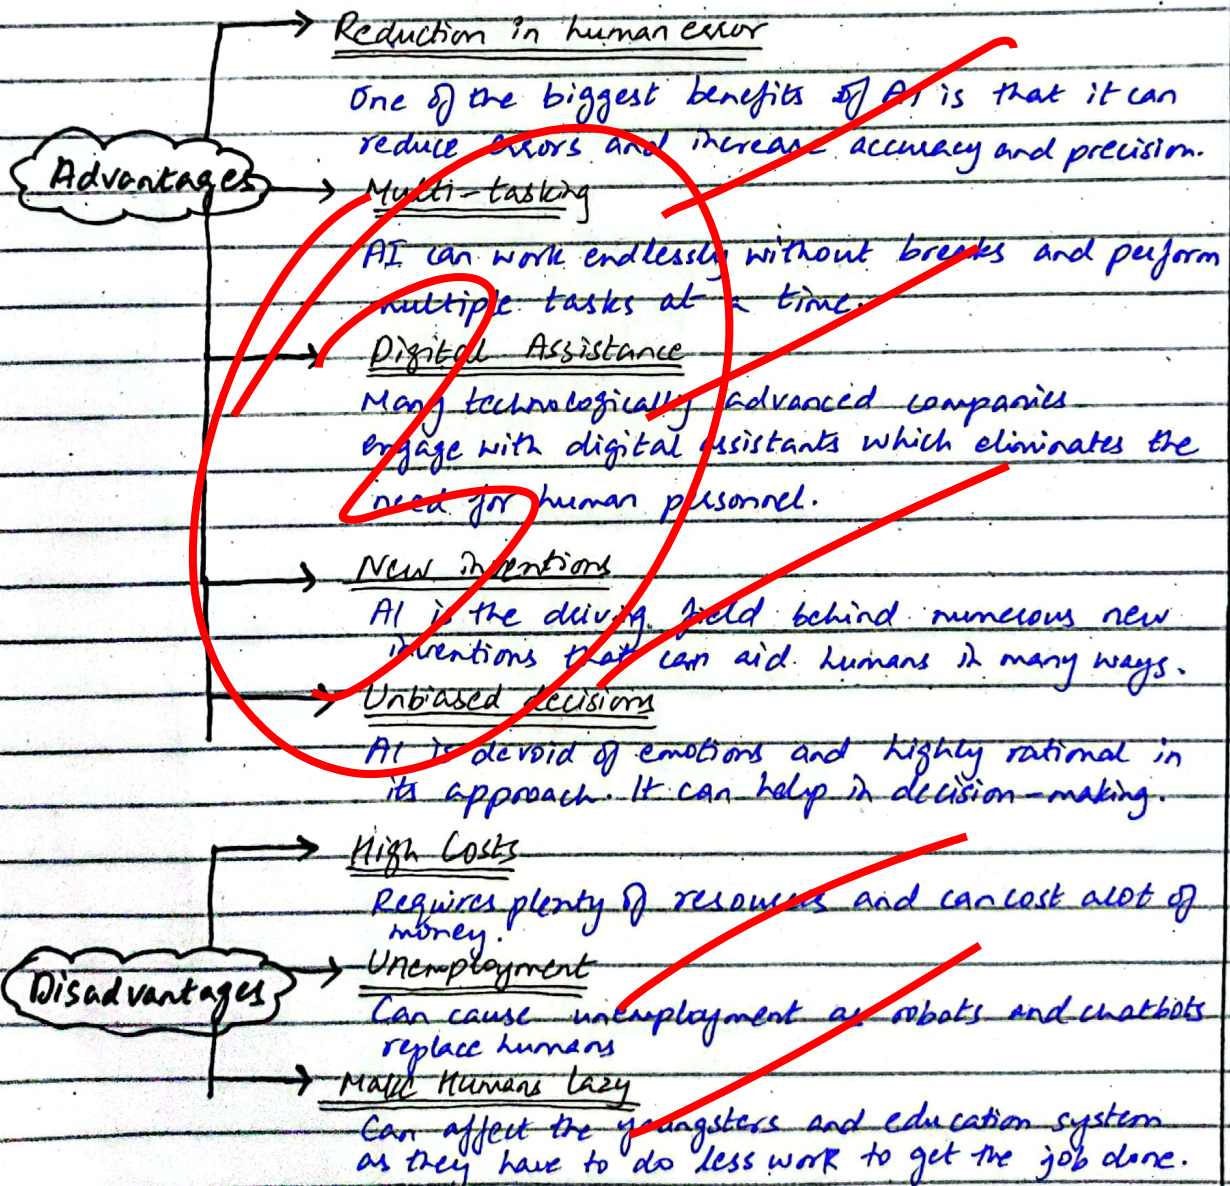 Reduction in human error
One of the biggest benefits of AI is that it can
reduce errors and increase accuracy and precision.
Advantages
Multi-tasking
AI can work endlessly without breaks and perform
multiple tasks at a time.
Digital Assistance
Many technologically advanced companies
engage with digital assistants which eliminates the
need for human personnel.
New inventions
AI is the driving field behind numerous new
inventions that can aid humans in many ways.
Unbiased decisions
AI is devoid of emotions and highly rational in
its approach. It can help in decision-making.
2
High Costs
Requires plenty of resources and can cost alot of
money.
Disadvantages
Unemployment
Can cause unemployment as robots and chatbots
replace humans
Make Humans lazy
Can affect the youngsters and education system
as they have to do less work to get the job done.